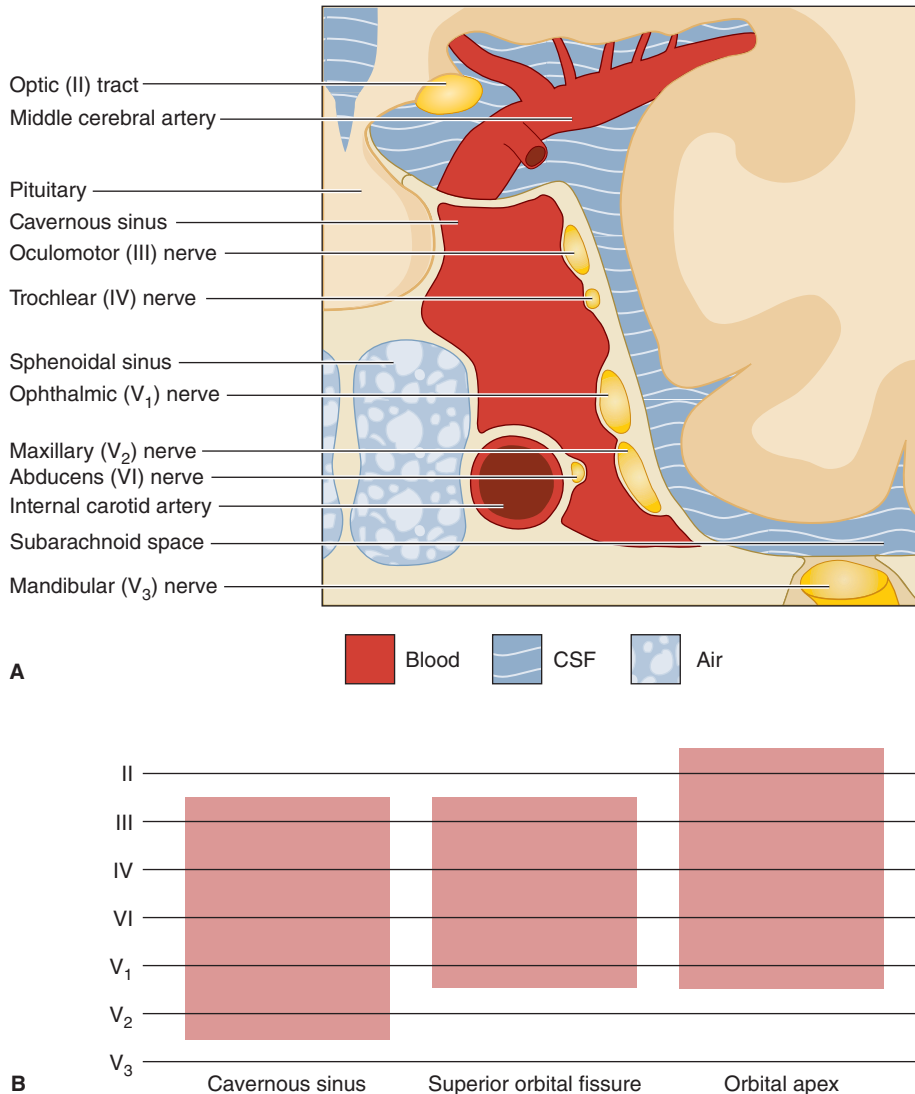 Optic (II) tract
Middle cerebral artery
Pituitary
Cavernous sinus
Oculomotor (III) nerve
Trochlear (IV) nerve
Sphenoidal sinus
Ophthalmic (V₁) nerve
Maxillary (V₂) nerve
Abducens (VI) nerve
Internal carotid artery
Subarachnoid space
Mandibular (V₃) nerve
A
Blood
CSF
Air
II
III
IV
VI
V₁
V₂
V₃
B
Cavernous sinus
Superior orbital fissure
Orbital apex